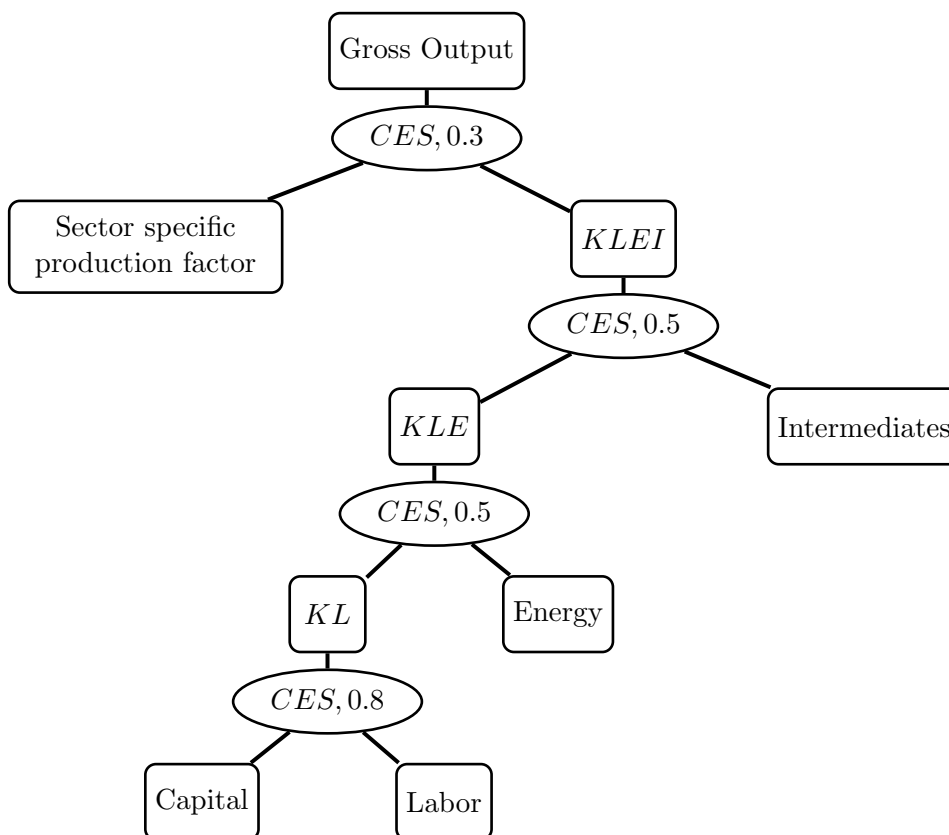 Gross Output
CES, 0.3
Sector specific
production factor
KLEI
CES, 0.5
KLE
Intermediates
CES, 0.5
KL
Energy
CES, 0.8
Capital
Labor